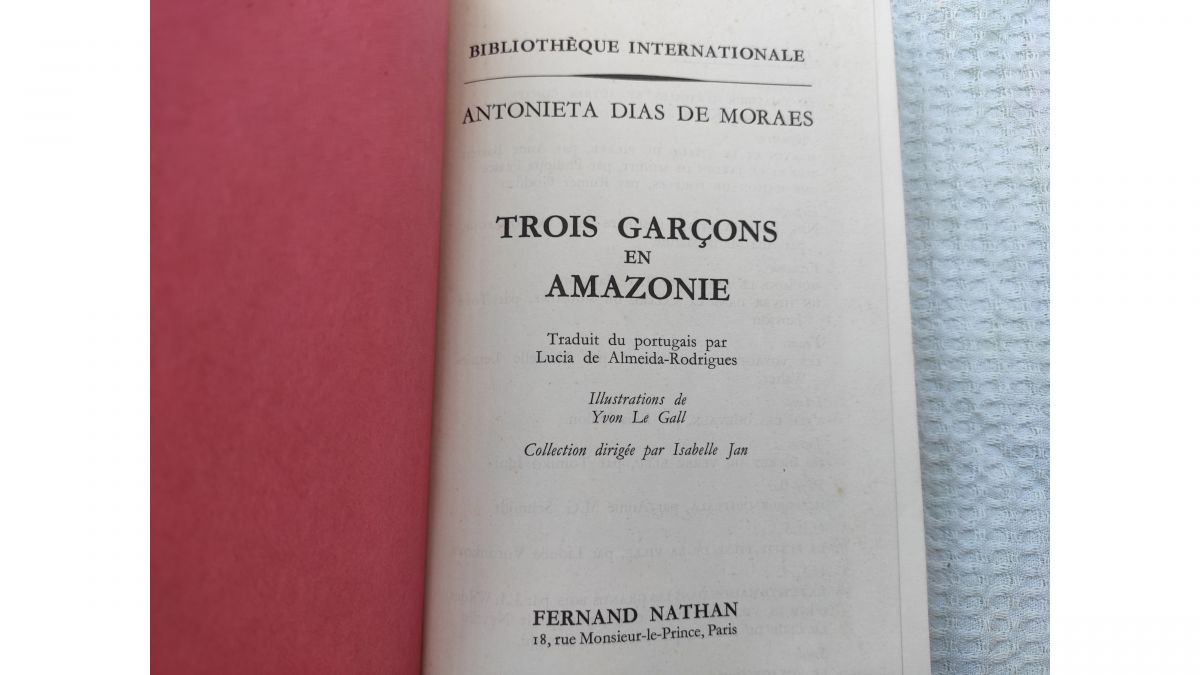 BIBLIOTHÈQUE INTERNATIONALE
ANTONIETA DIAS DE MORAES
TROIS GARÇONS
EN
AMAZONIE
Traduit du portugais par
Lucia de Almeida-Rodrigues
Illustrations de
Yvon Le Gall
Collection dirigée par Isabelle Jan
FERNAND NATHAN
18, rue Monsieur-le-Prince, Paris